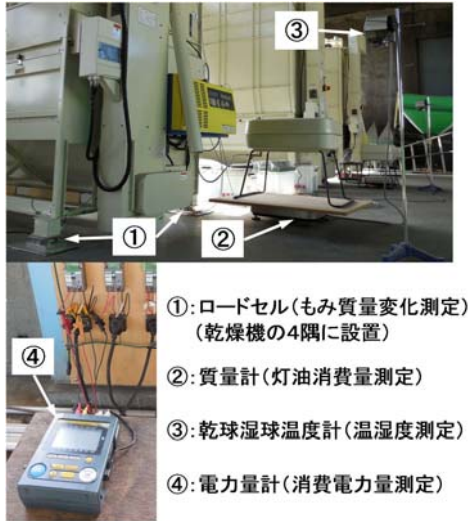 ③
①
②
④
①:ロードセル(もみ質量変化測定)
(乾燥機の4隅に設置)
②:質量計(灯油消費量測定)
③:乾球湿球温度計(温湿度測定)
④:電力量計(消費電力量測定)